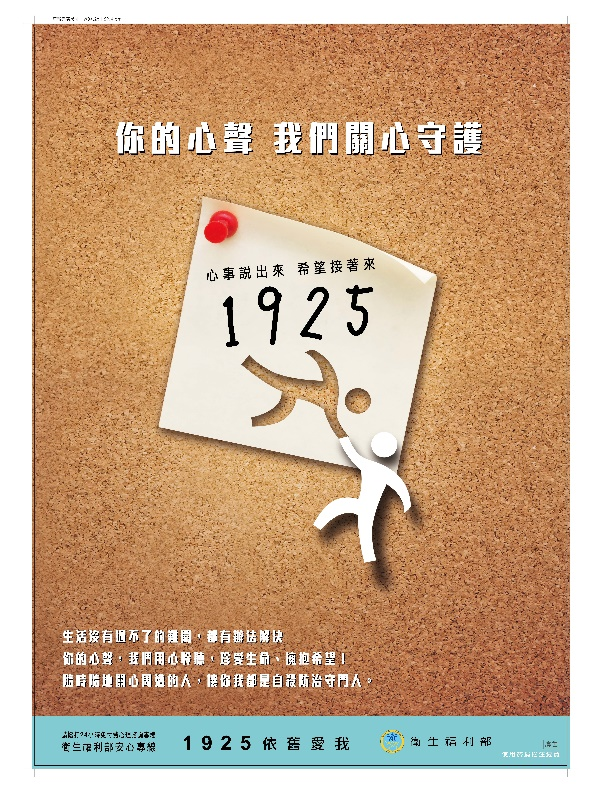 你的心聲 我們關心守護
心事說出來 希望接著來
1925
生活沒有過不了的難關,都有辦法解決
你的心聲,我們用心聆聽,珍愛生命、擁抱希望!
隨時隨地關心周遭的人,懂你我都是自殺防治守門人。
衛生福利部安心專線
1925 依舊愛我
衛生福利部
廣告